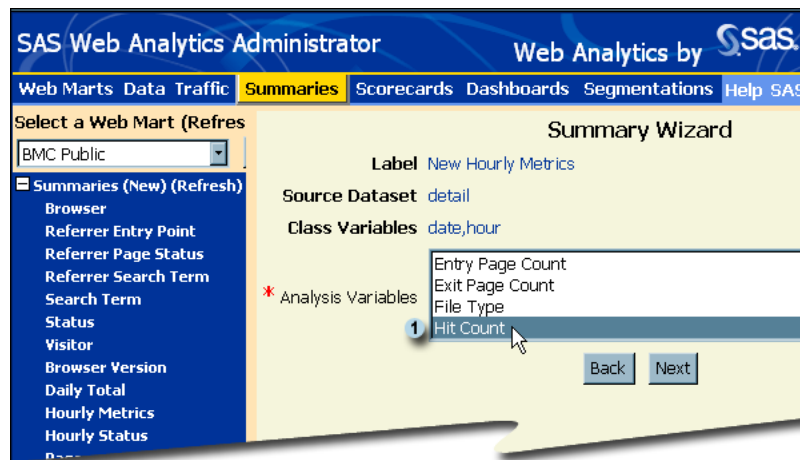 SAS Web Analytics Administrator
Web Analytics by sas.
Web Marts Data Traffic Summaries Scorecards Dashboards Segmentations Help SAS
Select a Web Mart (Refres
BMC Public
Summaries (New) (Refresh)
Browser
Referrer Entry Point
Referrer Page Status
Referrer Search Term
Search Term
Status
Visitor
Browser Version
Daily Total
Hourly Metrics
Hourly Status
Summary Wizard
Label New Hourly Metrics
Source Dataset detail
Class Variables date,hour
* Analysis Variables
Entry Page Count
Exit Page Count
File Type
1 Hit Count
Back Next